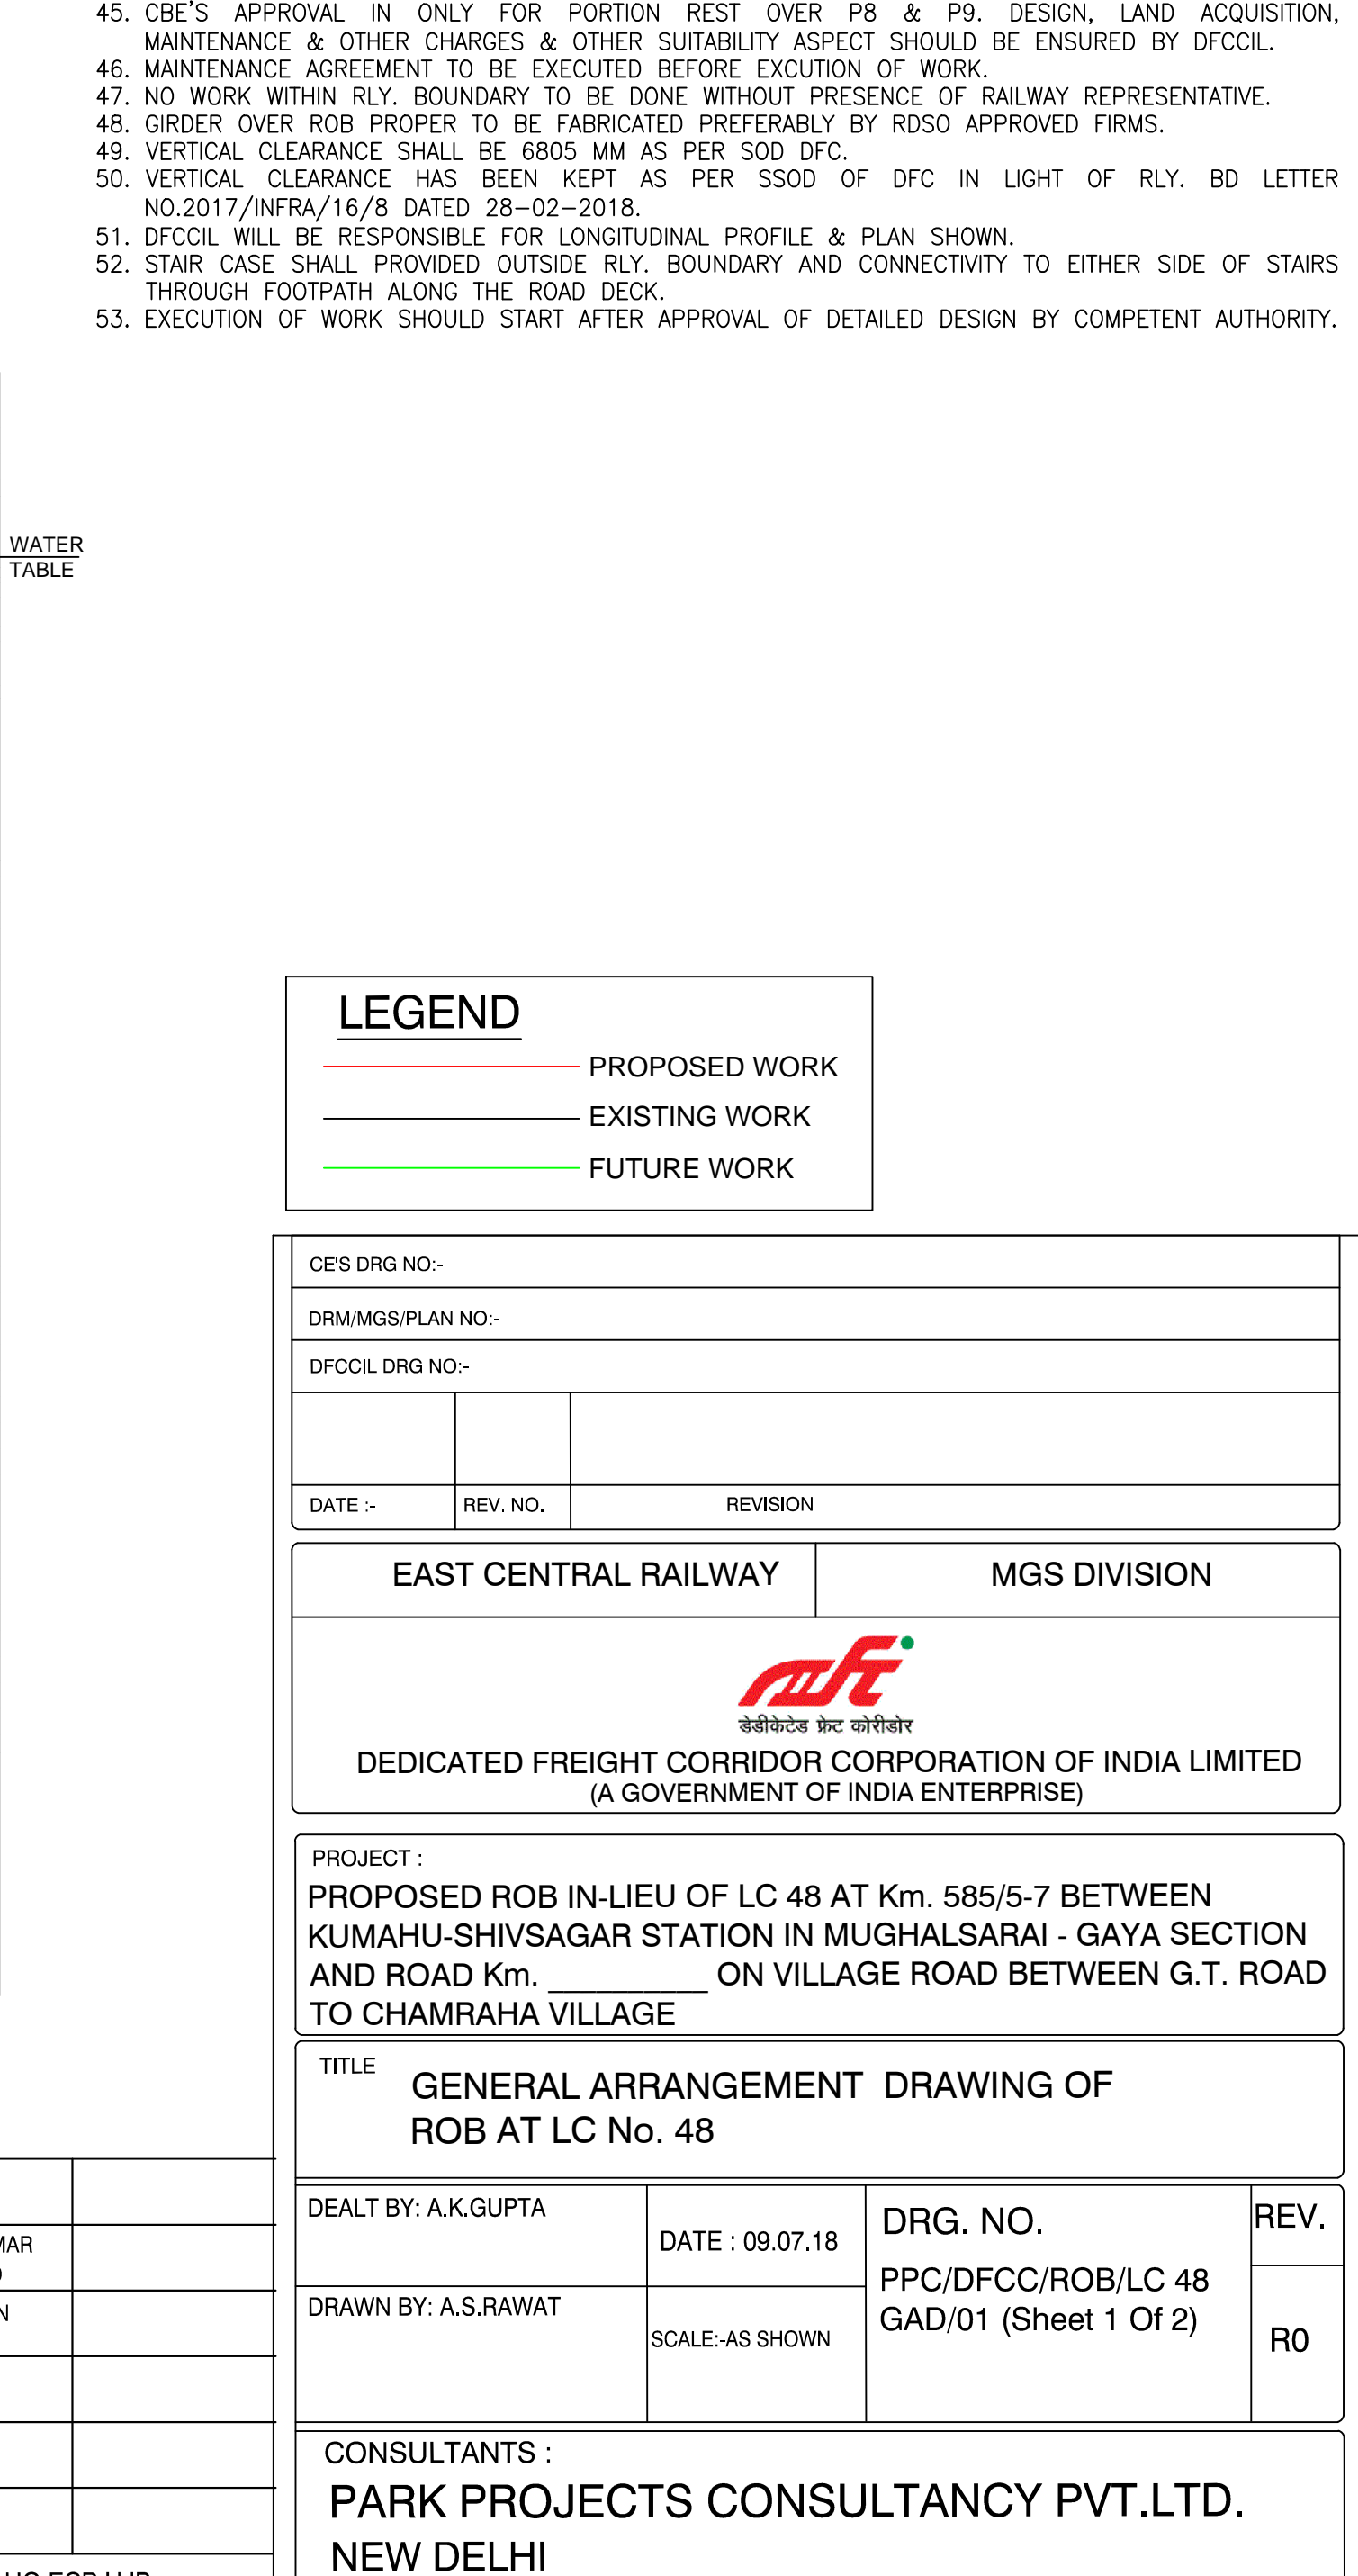 45. CBE'S APPROVAL IN ONLY FOR PORTION REST OVER P8 & P9. DESIGN, LAND ACQUISITION,
MAINTENANCE & OTHER CHARGES & OTHER SUITABILITY ASPECT SHOULD BE ENSURED BY DFCCIL.
46. MAINTENANCE AGREEMENT TO BE EXECUTED BEFORE EXCUTION OF WORK.
47. NO WORK WITHIN RLY. BOUNDARY TO BE DONE WITHOUT PRESENCE OF RAILWAY REPRESENTATIVE.
48. GIRDER OVER ROB PROPER TO BE FABRICATED PREFERABLY BY RDSO APPROVED FIRMS.
49. VERTICAL CLEARANCE SHALL BE 6805 MM AS PER SOD DFC.
50. VERTICAL CLEARANCE HAS BEEN KEPT AS PER SSOD OF DFC IN LIGHT OF RLY. BD LETTER
NO.2017/INFRA/16/8 DATED 28-02-2018.
51. DFCCIL WILL BE RESPONSIBLE FOR LONGITUDINAL PROFILE & PLAN SHOWN.
52. STAIR CASE SHALL PROVIDED OUTSIDE RLY. BOUNDARY AND CONNECTIVITY TO EITHER SIDE OF STAIRS
THROUGH FOOTPATH ALONG THE ROAD DECK.
53. EXECUTION OF WORK SHOULD START AFTER APPROVAL OF DETAILED DESIGN BY COMPETENT AUTHORITY.
WATER
TABLE
LEGEND
PROPOSED WORK
EXISTING WORK
FUTURE WORK
CE'S DRG NO:-
DRM/MGS/PLAN NO:-
DFCCIL DRG NO:-
DATE :- REV. NO. REVISION
EAST CENTRAL RAILWAY MGS DIVISION
डेडीकेटेड फ्रेट कोरीडोर
DEDICATED FREIGHT CORRIDOR CORPORATION OF INDIA LIMITED
(A GOVERNMENT OF INDIA ENTERPRISE)
PROJECT :
PROPOSED ROB IN-LIEU OF LC 48 AT Km. 585/5-7 BETWEEN
KUMAHU-SHIVSAGAR STATION IN MUGHALSARAI - GAYA SECTION
AND ROAD Km. __________ ON VILLAGE ROAD BETWEEN G.T. ROAD
TO CHAMRAHA VILLAGE
TITLE
GENERAL ARRANGEMENT DRAWING OF
ROB AT LC No. 48
DEALT BY: A.K.GUPTA
DATE : 09.07.18
DRG. NO.
REV.
PPC/DFCC/ROB/LC 48
GAD/01 (Sheet 1 Of 2)
DRAWN BY: A.S.RAWAT
SCALE:-AS SHOWN
R0
CONSULTANTS :
PARK PROJECTS CONSULTANCY PVT.LTD.
NEW DELHI